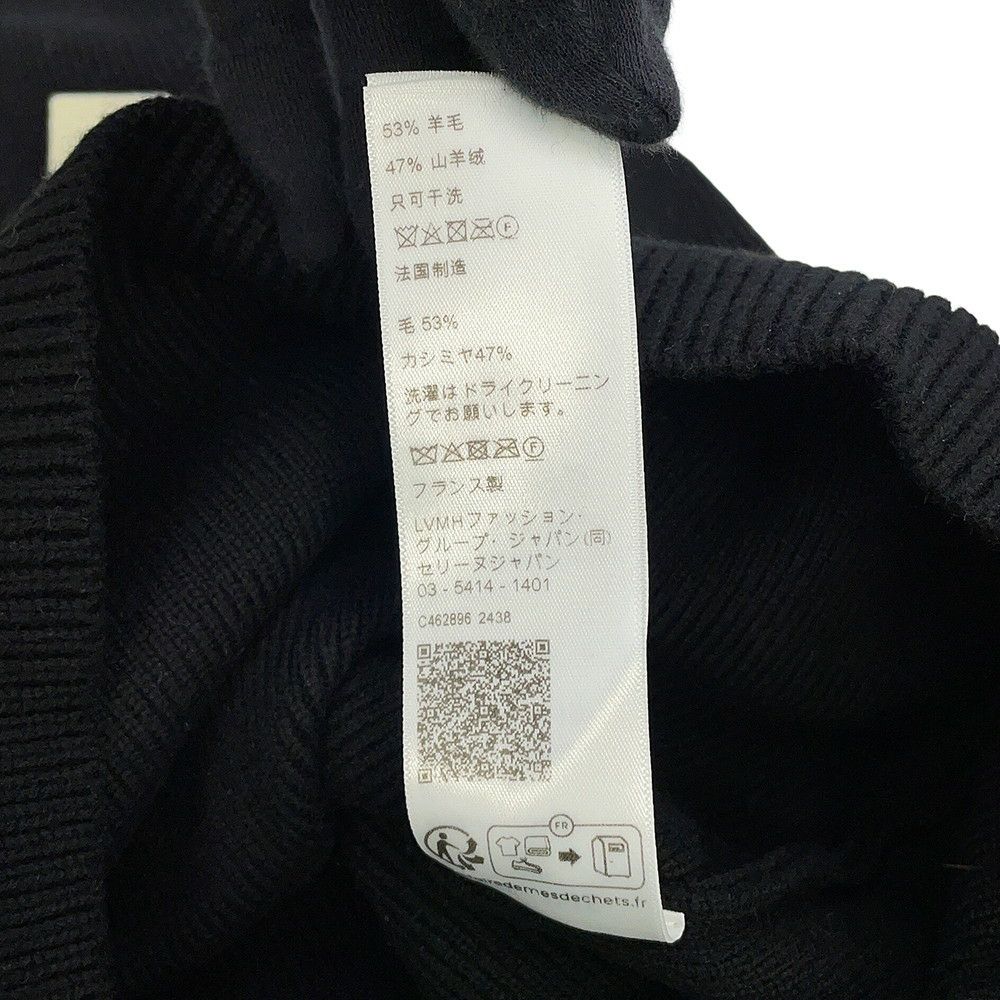 53% 羊毛
47% 山羊绒
只可干洗
F
法国制造
毛 53%
カシミヤ47%
洗濯はドライクリーニン
グでお願いします。
F
フランス製
LVMHファッション・
グループ・ジャパン(同)
セリーヌジャパン
03 - 5414 - 1401
C462896 2438
FR
airedemesdechets.fr